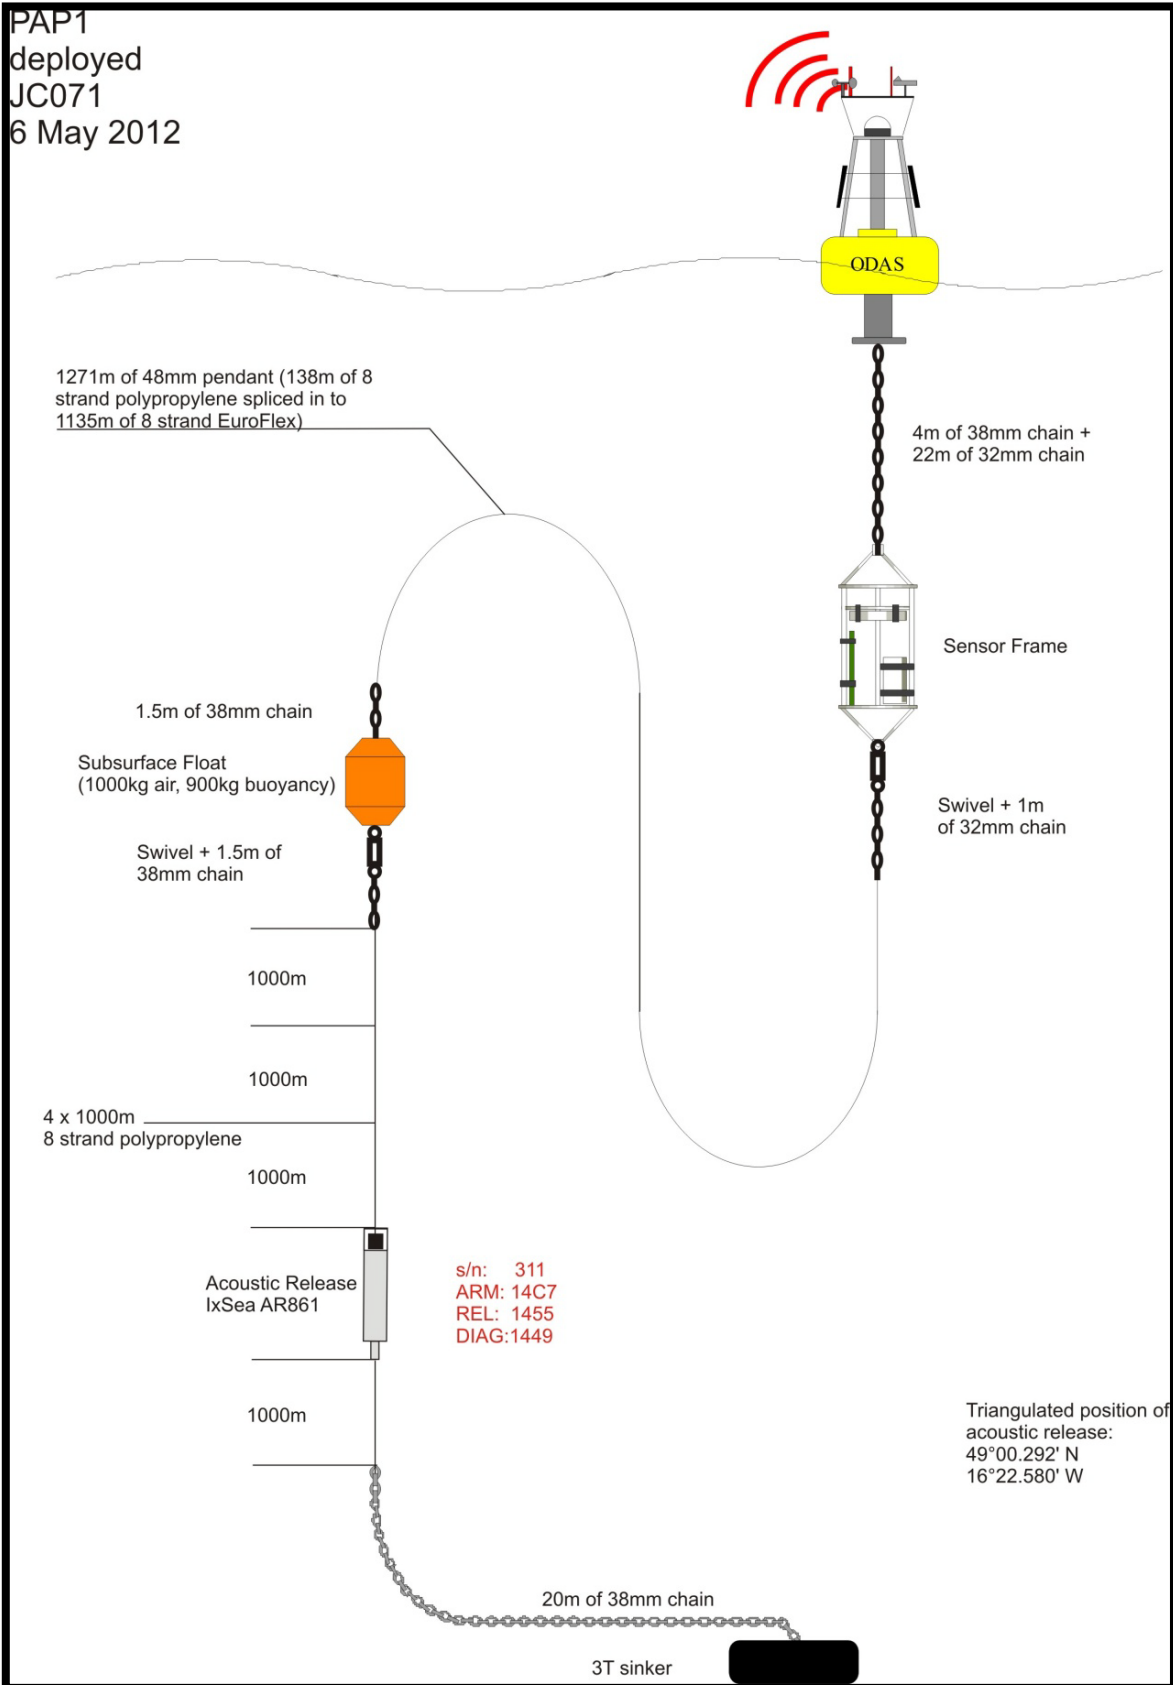 PAP1
deployed
JC071
6 May 2012
ODAS
1271m of 48mm pendant (138m of 8
strand polypropylene spliced in to
1135m of 8 strand EuroFlex)
4m of 38mm chain +
22m of 32mm chain
Sensor Frame
1.5m of 38mm chain
Subsurface Float
(1000kg air, 900kg buoyancy)
Swivel + 1m
of 32mm chain
Swivel + 1.5m of
38mm chain
1000m
1000m
4 x 1000m
8 strand polypropylene
1000m
Acoustic Release
IxSea AR861
s/n: 311
ARM: 14C7
REL: 1455
DIAG:1449
1000m
Triangulated position of
acoustic release:
49°00.292' N
16°22.580' W
20m of 38mm chain
3T sinker